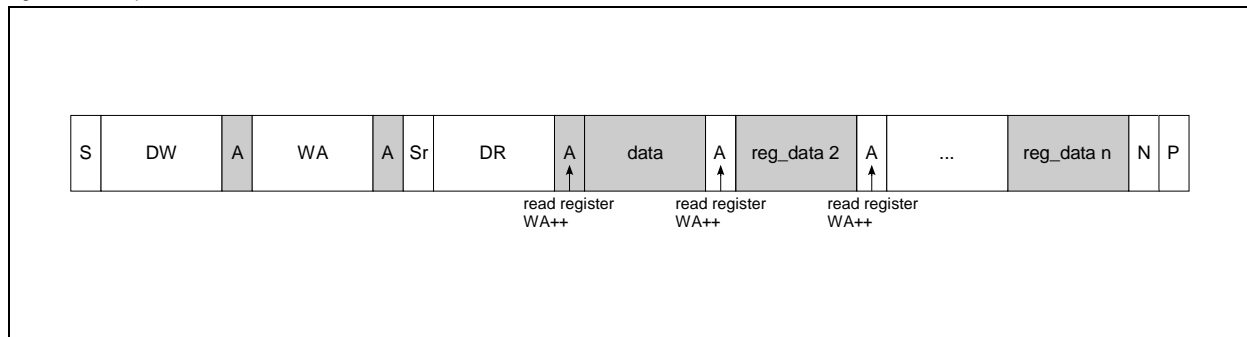 S DW A WA A Sr DR A data A reg_data 2 A ... reg_data n N P
read register read register read register
WA++ WA++ WA++